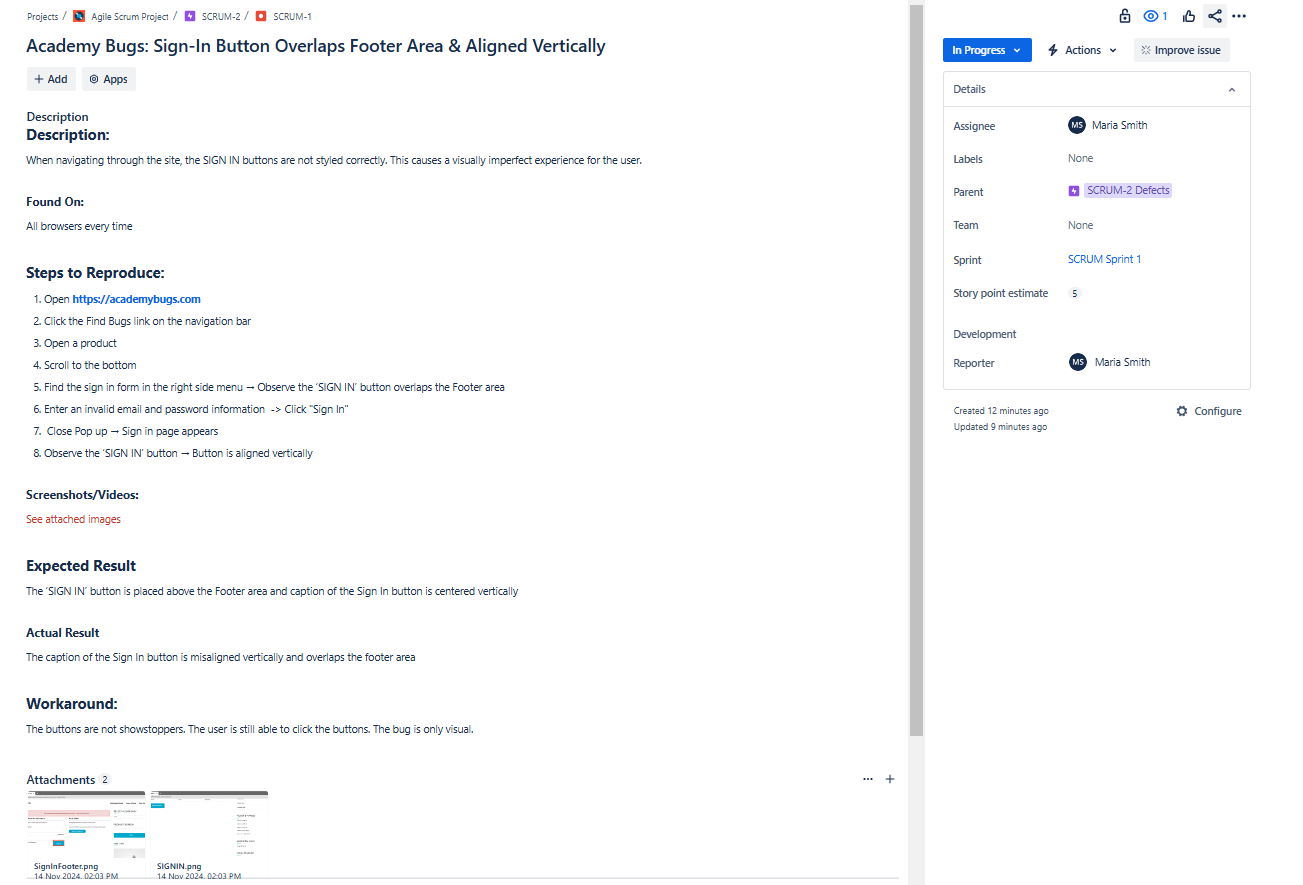 Projects / Agile Scrum Project / SCRUM-2 / SCRUM-1
1
Academy Bugs: Sign-In Button Overlaps Footer Area & Aligned Vertically
+ Add
Apps
In Progress
Actions
Improve issue
Description
Description:
When navigating through the site, the SIGN IN buttons are not styled correctly. This causes a visually imperfect experience for the user.
Found On:
All browsers every time
Steps to Reproduce:
1. Open https://academybugs.com
2. Click the Find Bugs link on the navigation bar
3. Open a product
4. Scroll to the bottom
5. Find the sign in form in the right side menu → Observe the ‘SIGN IN’ button overlaps the Footer area
6. Enter an invalid email and password information -> Click "Sign In"
7. Close Pop up → Sign in page appears
8. Observe the ‘SIGN IN’ button → Button is aligned vertically
Screenshots/Videos:
See attached images
Expected Result
The ‘SIGN IN’ button is placed above the Footer area and caption of the Sign In button is centered vertically
Actual Result
The caption of the Sign In button is misaligned vertically and overlaps the footer area
Workaround:
The buttons are not showstoppers. The user is still able to click the buttons. The bug is only visual.
Attachments 2
SignInFooter.png
14 Nov 2024, 02:03 PM
SIGNIN.png
14 Nov 2024, 02:03 PM
Details
Assignee MS Maria Smith
Labels None
Parent SCRUM-2 Defects
Team None
Sprint SCRUM Sprint 1
Story point estimate 5
Development
Reporter MS Maria Smith
Created 12 minutes ago
Updated 9 minutes ago
Configure